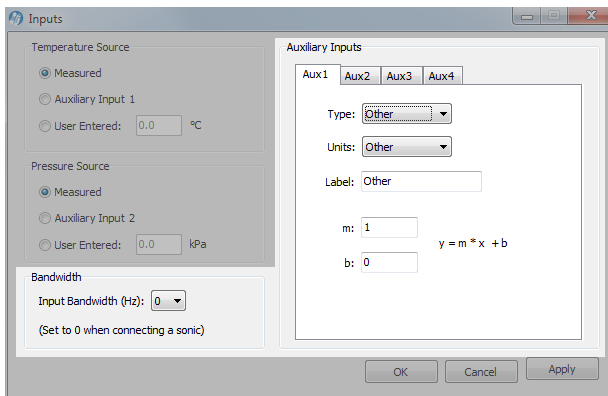 Inputs
Temperature Source
Measured
Auxiliary Input 1
User Entered: 0.0 °C
Pressure Source
Measured
Auxiliary Input 2
User Entered: 0.0 kPa
Bandwidth
Input Bandwidth (Hz): 0
(Set to 0 when connecting a sonic)
Auxiliary Inputs
Aux1 Aux2 Aux3 Aux4
Type: Other
Units: Other
Label: Other
m: 1
y = m * x + b
b: 0
OK Cancel Apply